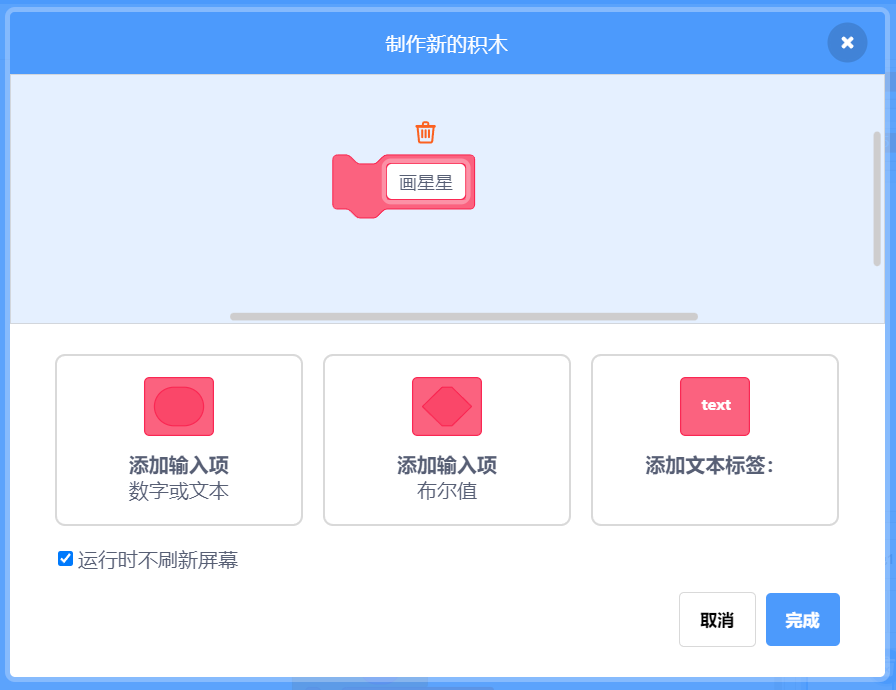 制作新的积木
画星星
text
添加输入项
数字或文本
添加输入项
布尔值
添加文本标签：
运行时不刷新屏幕
取消
完成